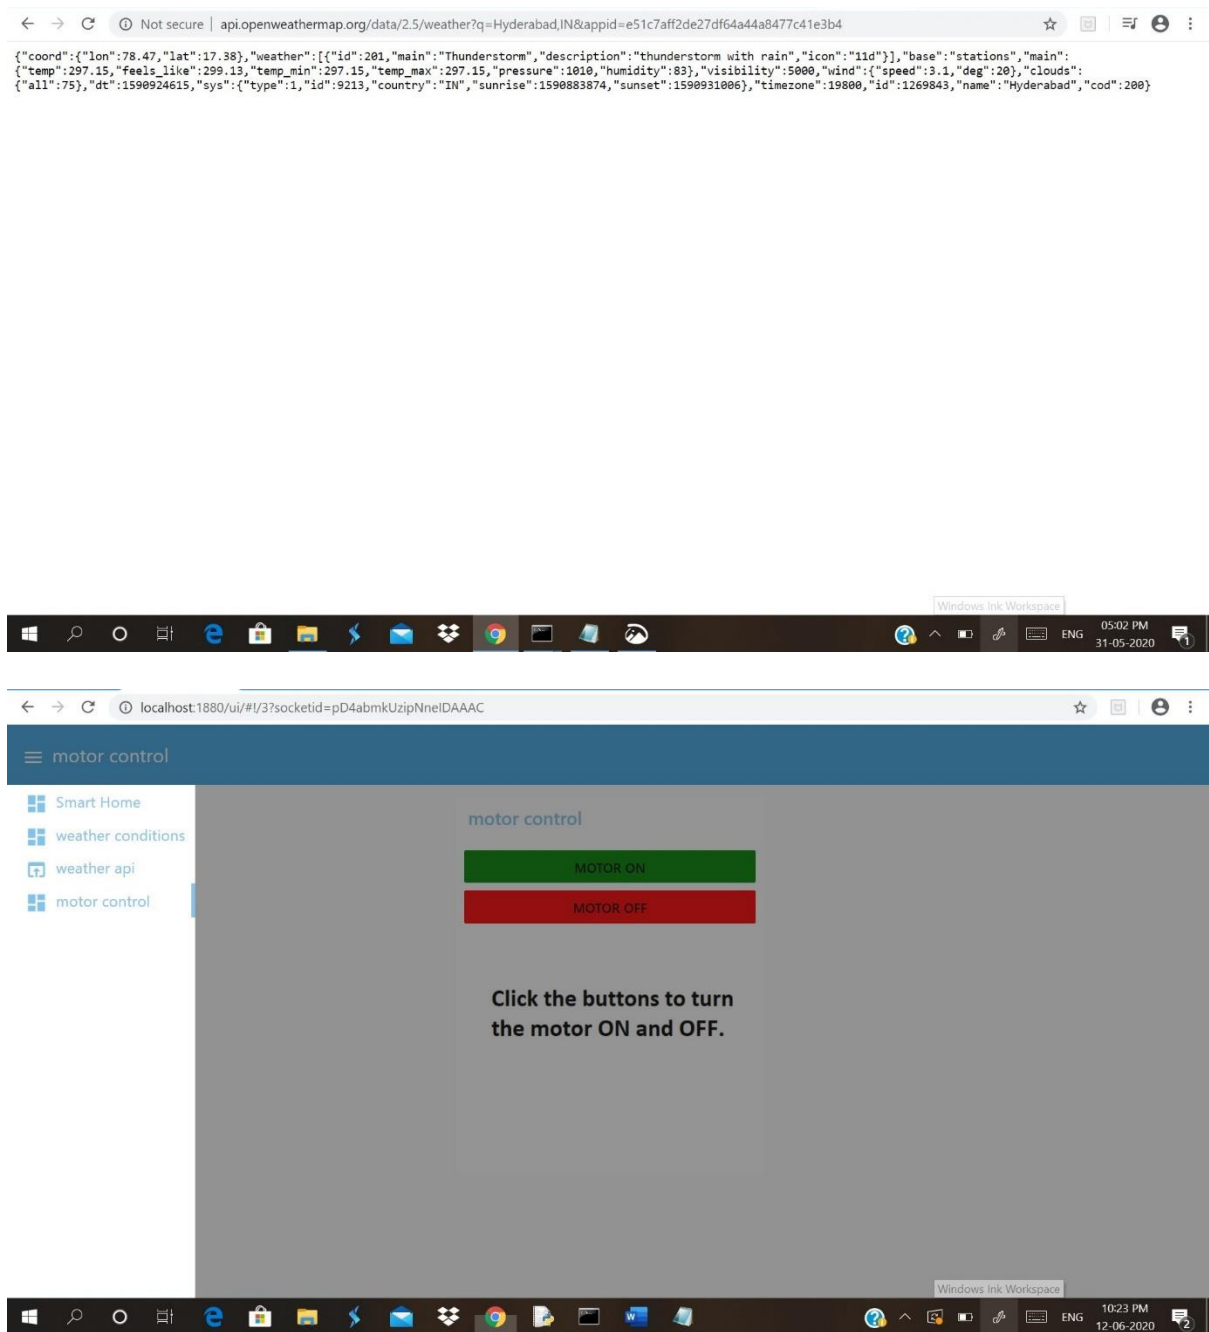 Not secure | api.openweathermap.org/data/2.5/weather?q=Hyderabad,IN&appid=e51c7aff2de27df64a44a8477c41e3b4
{"coord":{"lon":78.47,"lat":17.38},"weather":[{"id":201,"main":"Thunderstorm","description":"thunderstorm with rain","icon":"11d"}],"base":"stations","main":
{"temp":297.15,"feels_like":299.13,"temp_min":297.15,"temp_max":297.15,"pressure":1010,"humidity":83},"visibility":5000,"wind":{"speed":3.1,"deg":20},"clouds":
{"all":75},"dt":1590924615,"sys":{"type":1,"id":9213,"country":"IN","sunrise":1590883874,"sunset":1590931006},"timezone":19800,"id":1269843,"name":"Hyderabad","cod":200}
Windows Ink Workspace
ENG
05:02 PM
31-05-2020
1
localhost:1880/ui/#!/3?socketid=pD4abmkUzipNnelDAAAC
motor control
Smart Home
weather conditions
weather api
motor control
motor control
MOTOR ON
MOTOR OFF
Click the buttons to turn
the motor ON and OFF.
Windows Ink Workspace
ENG
10:23 PM
12-06-2020
2